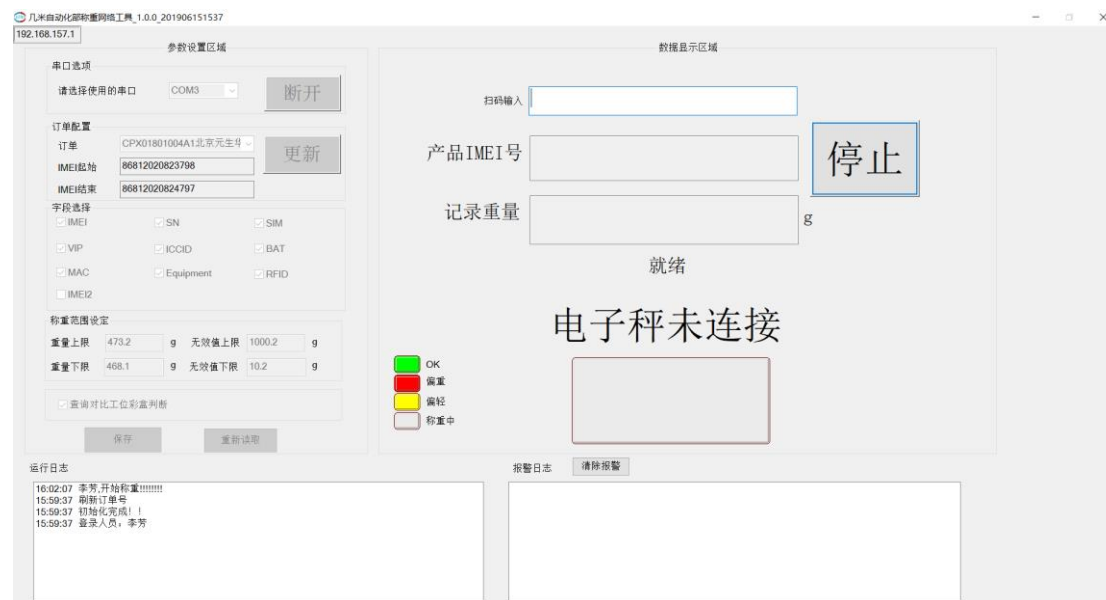 几米自动化部称重网络工具_1.0.0_201906151537
192.168.157.1
参数设置区域
串口选项
请选择使用的串口 COM3 断开
订单配置
订单 CPX01801004A1北京元生华 更新
IMEI起始 86812020823798
IMEI结束 86812020824797
字段选择
IMEI SN SIM
VIP ICCID BAT
MAC Equipment RFID
IMEI2
称重范围设定
重量上限 473.2 g 无效值上限 1000.2 g
重量下限 468.1 g 无效值下限 10.2 g
查询对比工位彩盒判断
保存 重新读取
数据显示区域
扫码输入
产品IMEI号 停止
记录重量 g
就绪
电子秤未连接
OK
偏重
偏轻
称重中
运行日志
16:02:07 李芳,开始称重!!!!!!!!
15:59:37 刷新订单号
15:59:37 初始化完成！！
15:59:37 登录人员：李芳
报警日志 清除报警